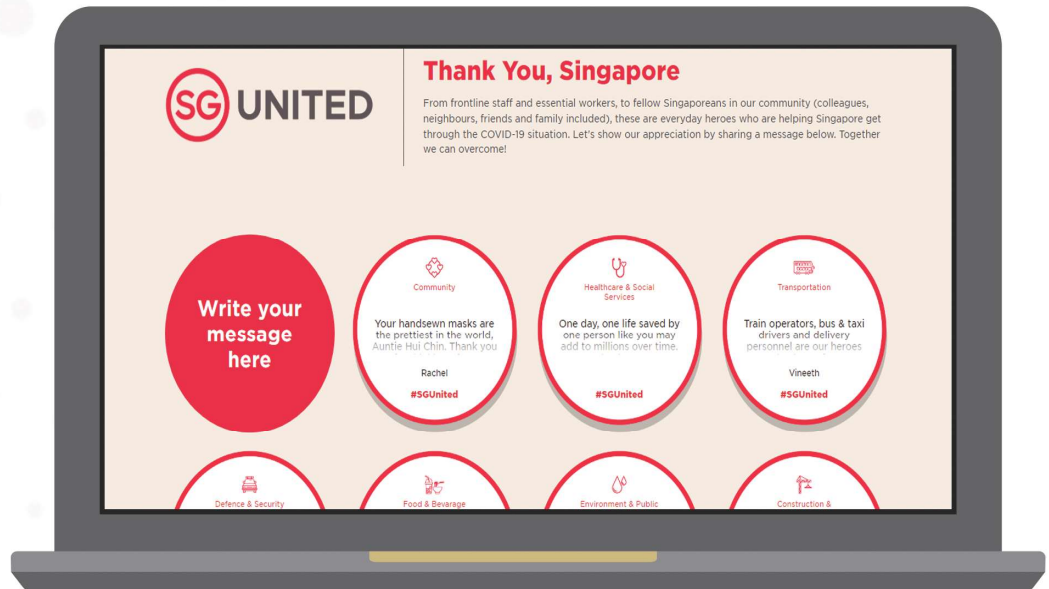 SG UNITED
Thank You, Singapore
From frontline staff and essential workers, to fellow Singaporeans in our community (colleagues,
neighbours, friends and family included), these are everyday heroes who are helping Singapore get
through the COVID-19 situation. Let's show our appreciation by sharing a message below. Together
we can overcome!
Write your
message
here
Community
Your handsewn masks are
the prettiest in the world,
Auntie Hui Chin. Thank you
Rachel
#SGUnited
Healthcare & Social
Services
One day, one life saved by
one person like you may
add to millions over time.
#SGUnited
Transportation
Train operators, bus & taxi
drivers and delivery
personnel are our heroes
Vineeth
#SGUnited
Defence & Security
Food & Bevarage
Environment & Public
Construction &